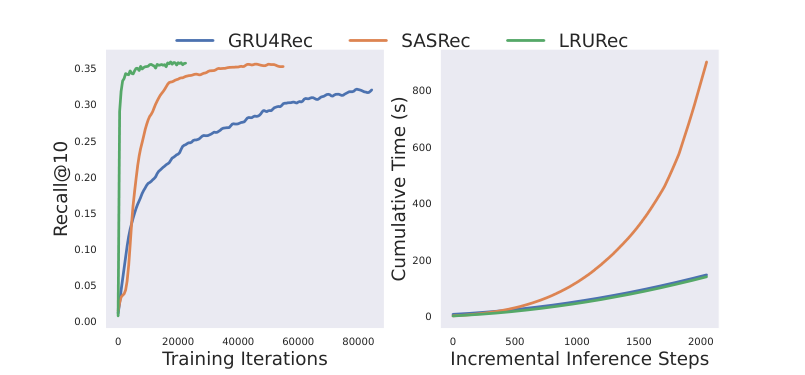 GRU4Rec SASRec LRURec
Recall@10
0.35
0.30
0.25
0.20
0.15
0.10
0.05
0.00
0 20000 40000 60000 80000
Training Iterations
Cumulative Time (s)
800
600
400
200
0
0 500 1000 1500 2000
Incremental Inference Steps